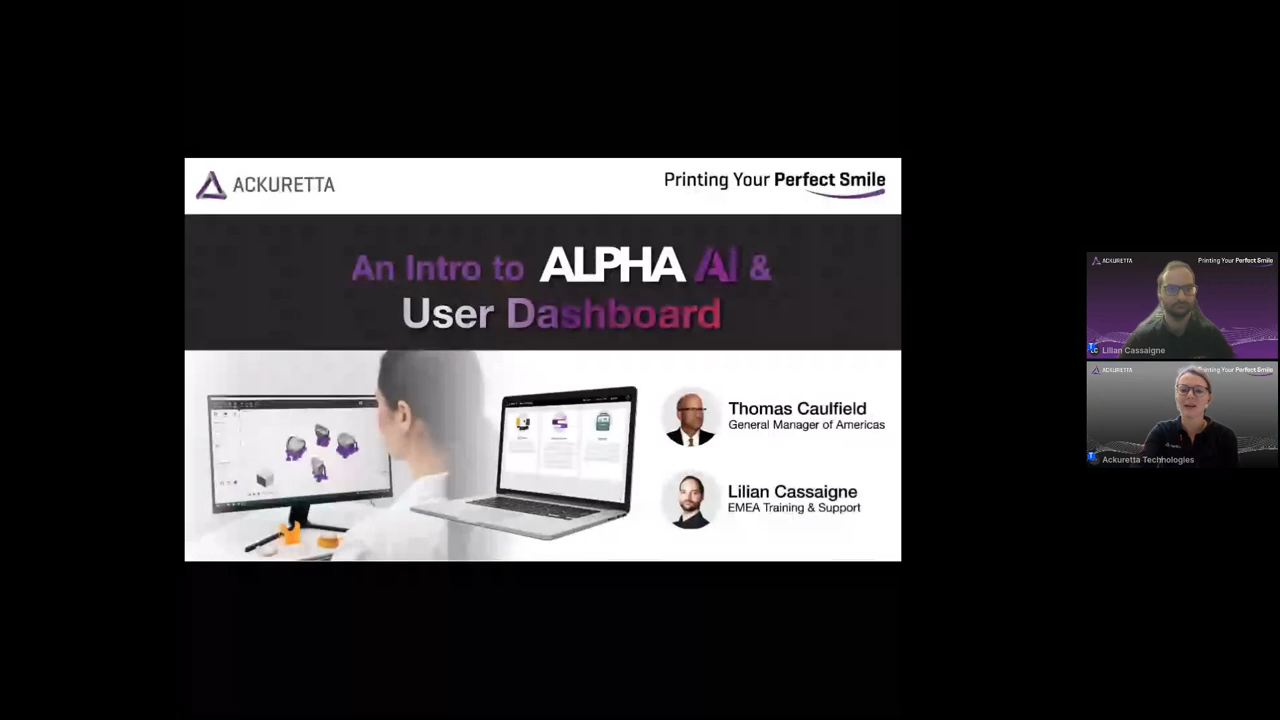 ACKURETTA
Printing Your Perfect Smile
An Intro to ALPHA AI &
User Dashboard
Thomas Caulfield
General Manager of Americas
Lilian Cassaigne
EMEA Training & Support
ACKURETTA
Printing Your Perfect Smile
Lilian Cassaigne
ACKURETTA
Printing Your Perfect Smile
Ackuretta Technologies